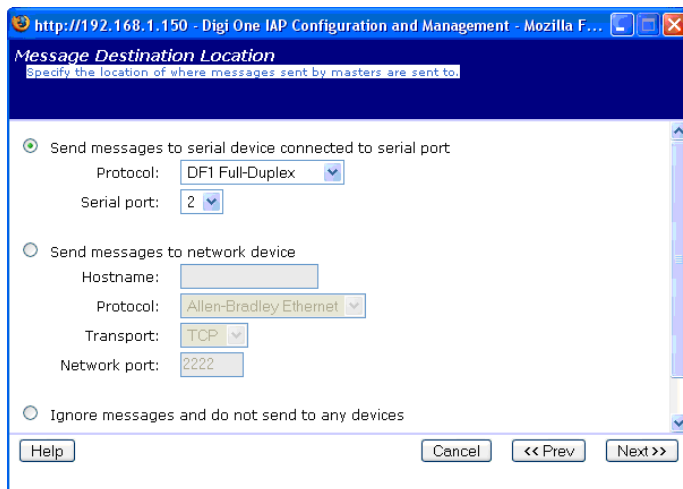 http://192.168.1.150 - Digi One IAP Configuration and Management - Mozilla F...
Message Destination Location
Specify the location of where messages sent by masters are sent to.
Send messages to serial device connected to serial port
Protocol: DF1 Full-Duplex
Serial port: 2
Send messages to network device
Hostname:
Protocol: Allen-Bradley Ethernet
Transport: TCP
Network port: 2222
Ignore messages and do not send to any devices
Help Cancel << Prev Next >>